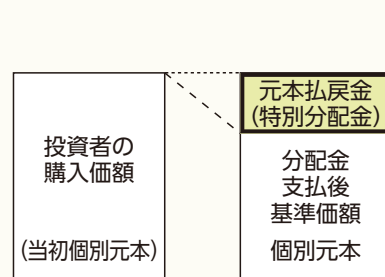 投資者の
購入価額
(当初個別元本)
元本払戻金
(特別分配金)
分配金
支払後
基準価額
個別元本